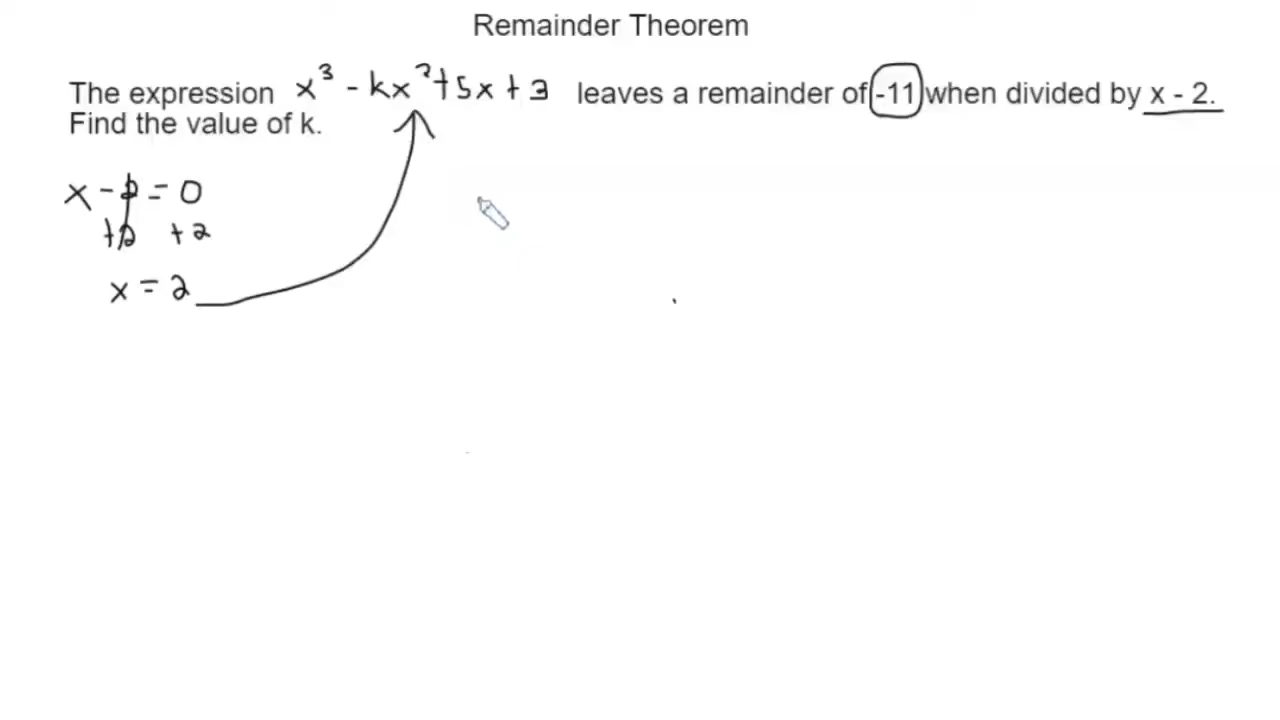 Remainder Theorem
The expression x³ - kx² + 5x + 3 leaves a remainder of -11 when divided by x - 2.
Find the value of k.
x - 2 = 0
+2 +2
x = 2